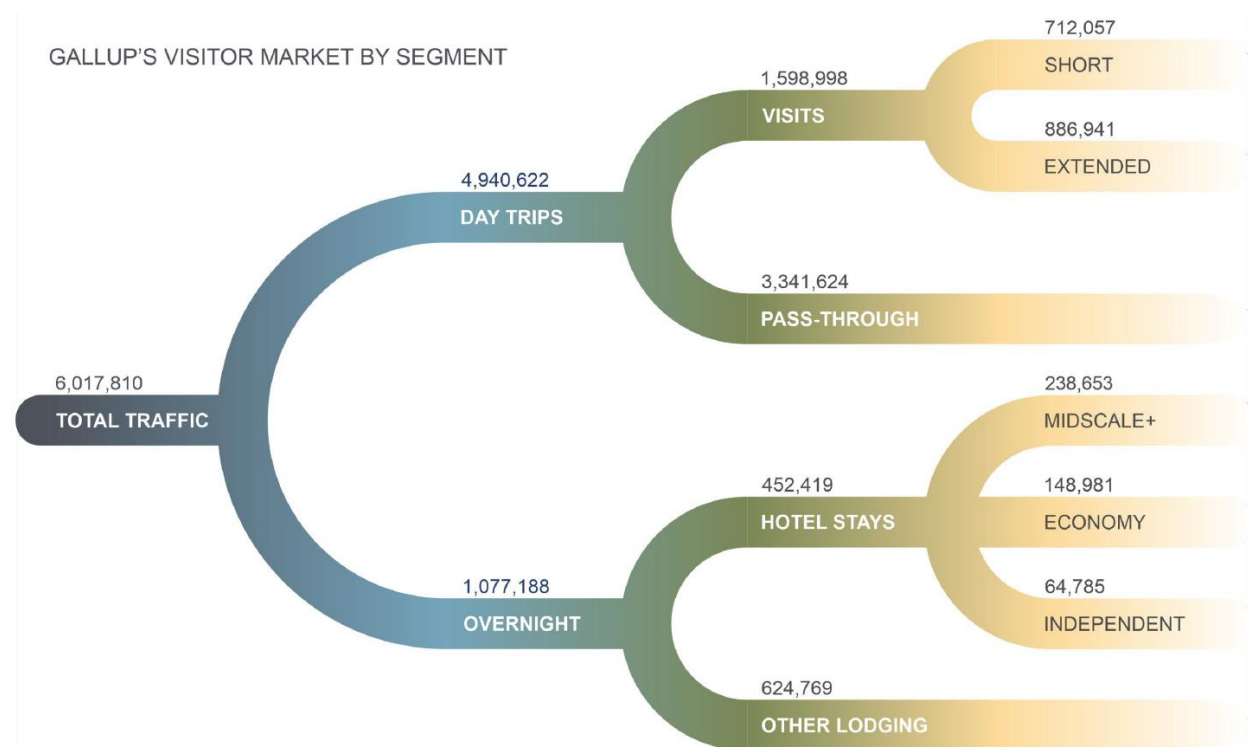 GALLUP'S VISITOR MARKET BY SEGMENT
712,057
SHORT
1,598,998
VISITS
886,941
EXTENDED
4,940,622
DAY TRIPS
3,341,624
PASS-THROUGH
6,017,810
TOTAL TRAFFIC
238,653
MIDSCALE+
452,419
HOTEL STAYS
148,981
ECONOMY
1,077,188
OVERNIGHT
64,785
INDEPENDENT
624,769
OTHER LODGING